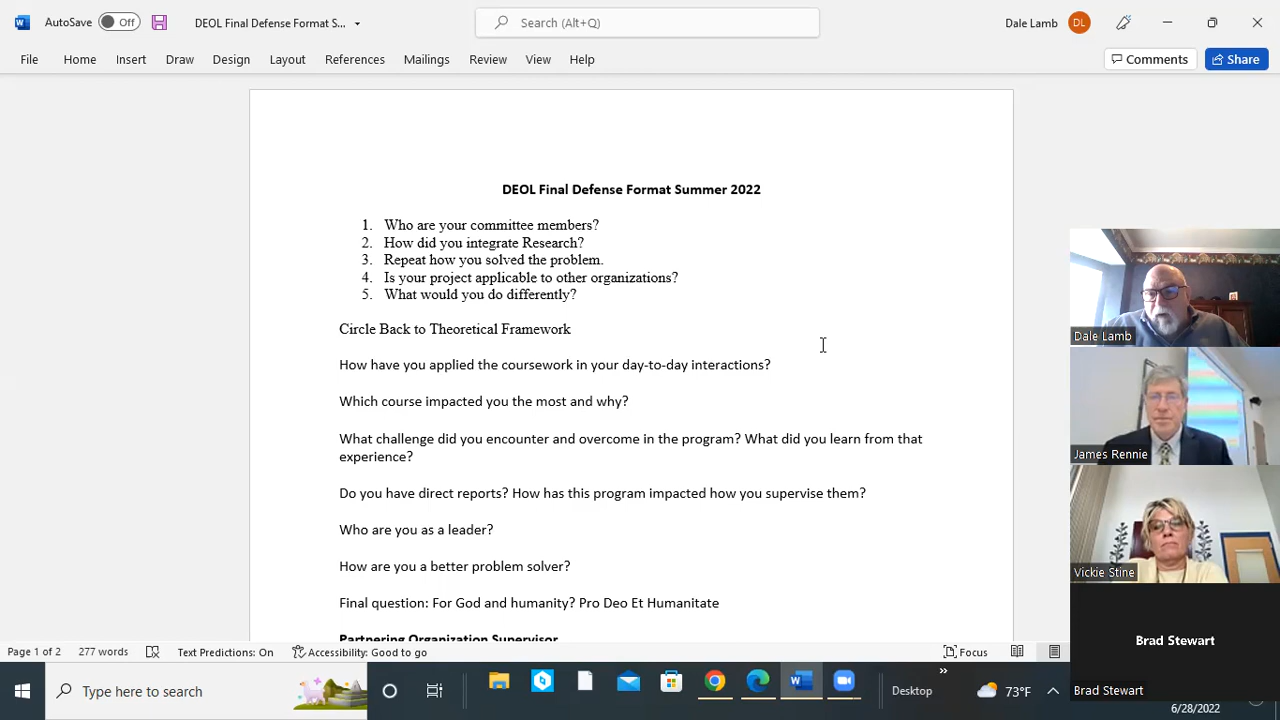 AutoSave Off DEOL Final Defense Format S... Search (Alt+Q) Dale Lamb DL
File Home Insert Draw Design Layout References Mailings Review View Help Comments Share
DEOL Final Defense Format Summer 2022
1. Who are your committee members?
2. How did you integrate Research?
3. Repeat how you solved the problem.
4. Is your project applicable to other organizations?
5. What would you do differently?
Circle Back to Theoretical Framework
How have you applied the coursework in your day-to-day interactions?
Which course impacted you the most and why?
What challenge did you encounter and overcome in the program? What did you learn from that
experience?
Do you have direct reports? How has this program impacted how you supervise them?
Who are you as a leader?
How are you a better problem solver?
Final question: For God and humanity? Pro Deo Et Humanitate
Partnering Organization Supervisor
Dale Lamb
James Rennie
Vickie Stine
Brad Stewart
Brad Stewart
Page 1 of 2 277 words Text Predictions: On Accessibility: Good to go Focus
Type here to search Desktop 73°F
6/28/2022